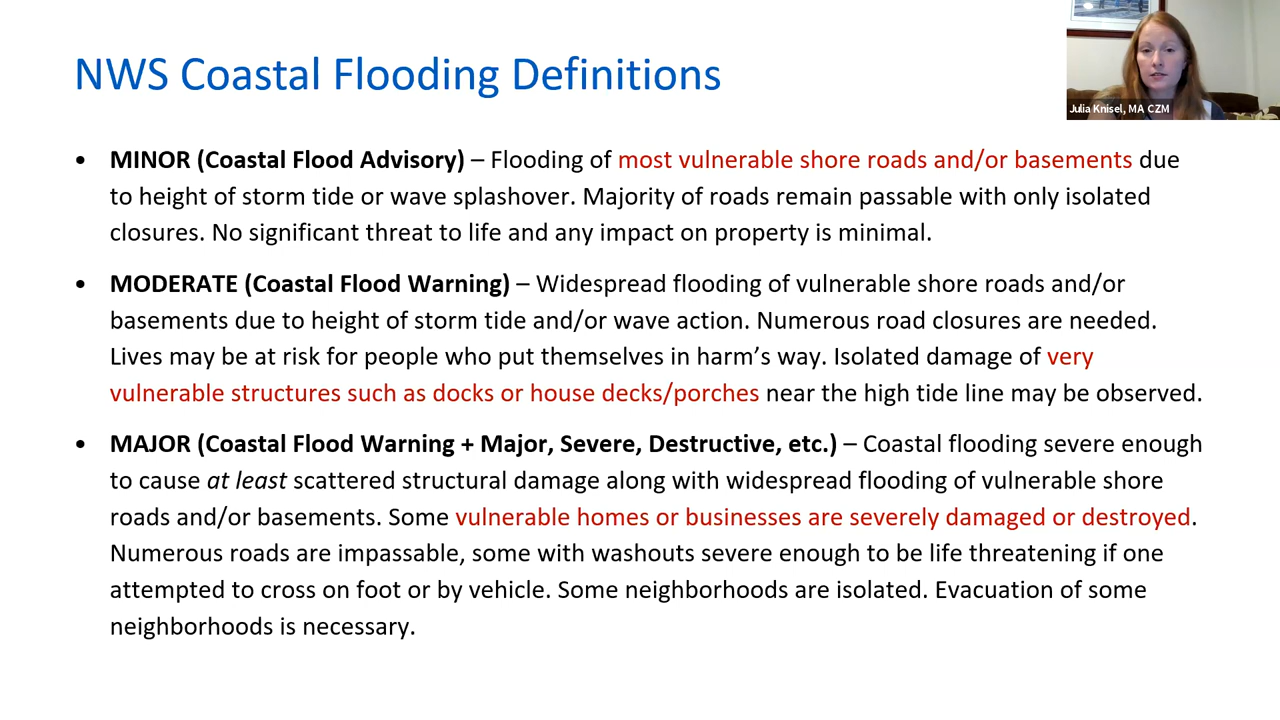 NWS Coastal Flooding Definitions
Julia Knisel, MA CZM
• MINOR (Coastal Flood Advisory) – Flooding of most vulnerable shore roads and/or basements due
to height of storm tide or wave splashover. Majority of roads remain passable with only isolated
closures. No significant threat to life and any impact on property is minimal.
• MODERATE (Coastal Flood Warning) – Widespread flooding of vulnerable shore roads and/or
basements due to height of storm tide and/or wave action. Numerous road closures are needed.
Lives may be at risk for people who put themselves in harm’s way. Isolated damage of very
vulnerable structures such as docks or house decks/porches near the high tide line may be observed.
• MAJOR (Coastal Flood Warning + Major, Severe, Destructive, etc.) – Coastal flooding severe enough
to cause at least scattered structural damage along with widespread flooding of vulnerable shore
roads and/or basements. Some vulnerable homes or businesses are severely damaged or destroyed.
Numerous roads are impassable, some with washouts severe enough to be life threatening if one
attempted to cross on foot or by vehicle. Some neighborhoods are isolated. Evacuation of some
neighborhoods is necessary.